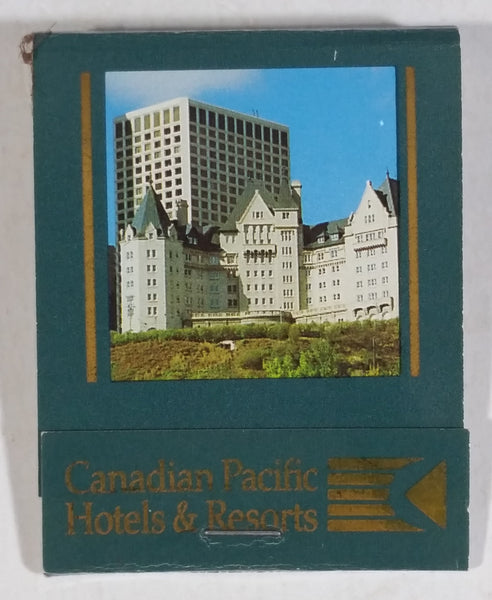 Canadian Pacific
Hotels & Resorts